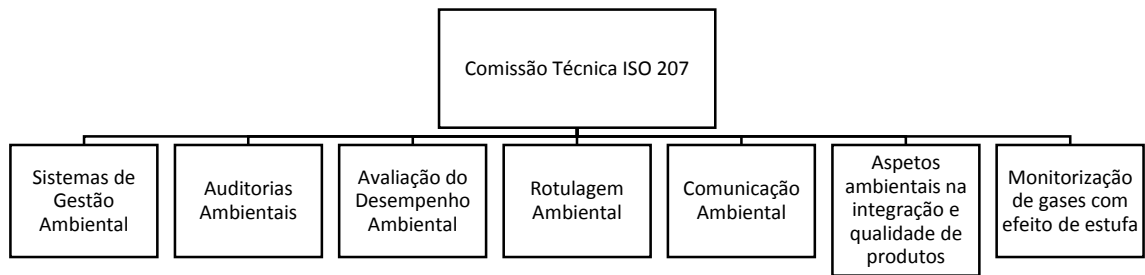 Comissão Técnica ISO 207
Sistemas de
Gestão
Ambiental
Auditorias
Ambientais
Avaliação do
Desempenho
Ambiental
Rotulagem
Ambiental
Comunicação
Ambiental
Aspetos
ambientais na
integração e
qualidade de
produtos
Monitorização
de gases com
efeito de estufa